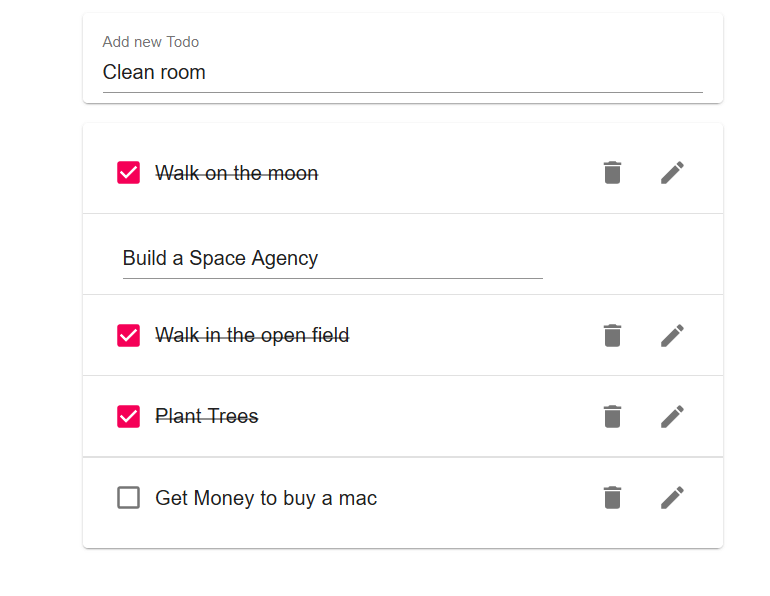 Add new Todo
Clean room
Walk on the moon
Build a Space Agency
Walk in the open field
Plant Trees
Get Money to buy a mac